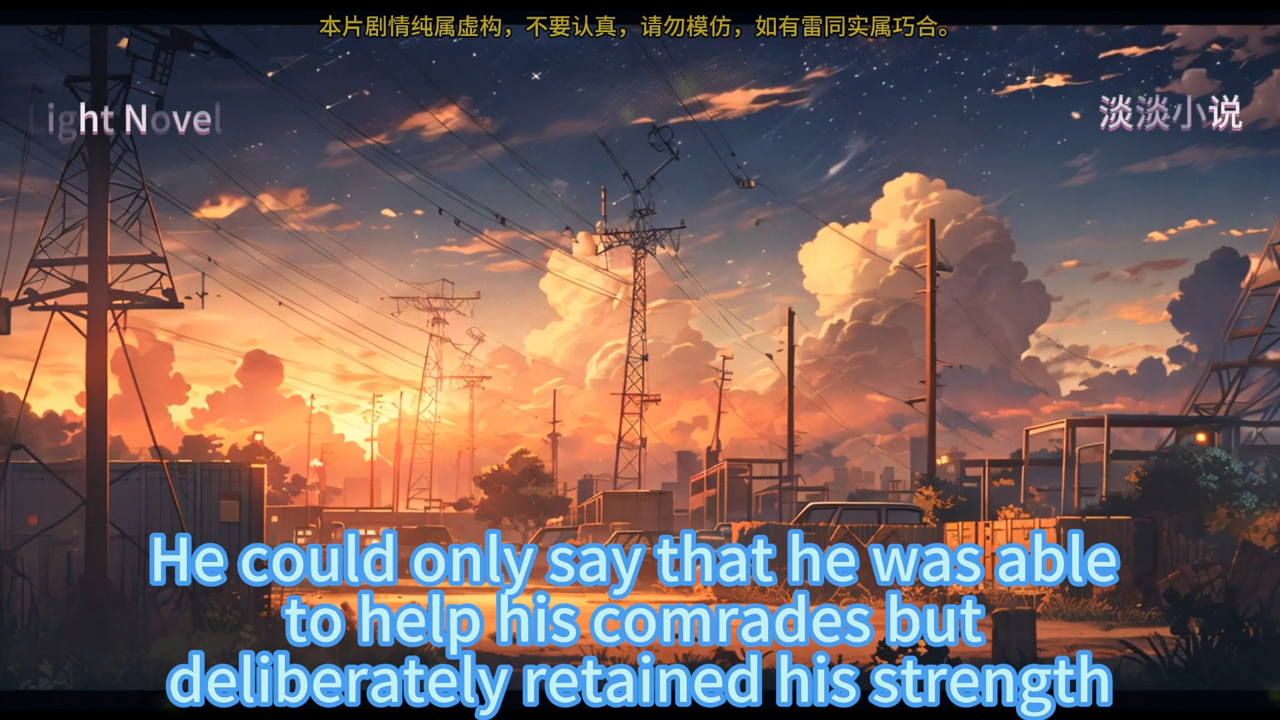 本片剧情纯属虚构，不要认真，请勿模仿，如有雷同实属巧合。
Light Novel
淡淡小说
He could only say that he was able
to help his comrades but
deliberately retained his strength